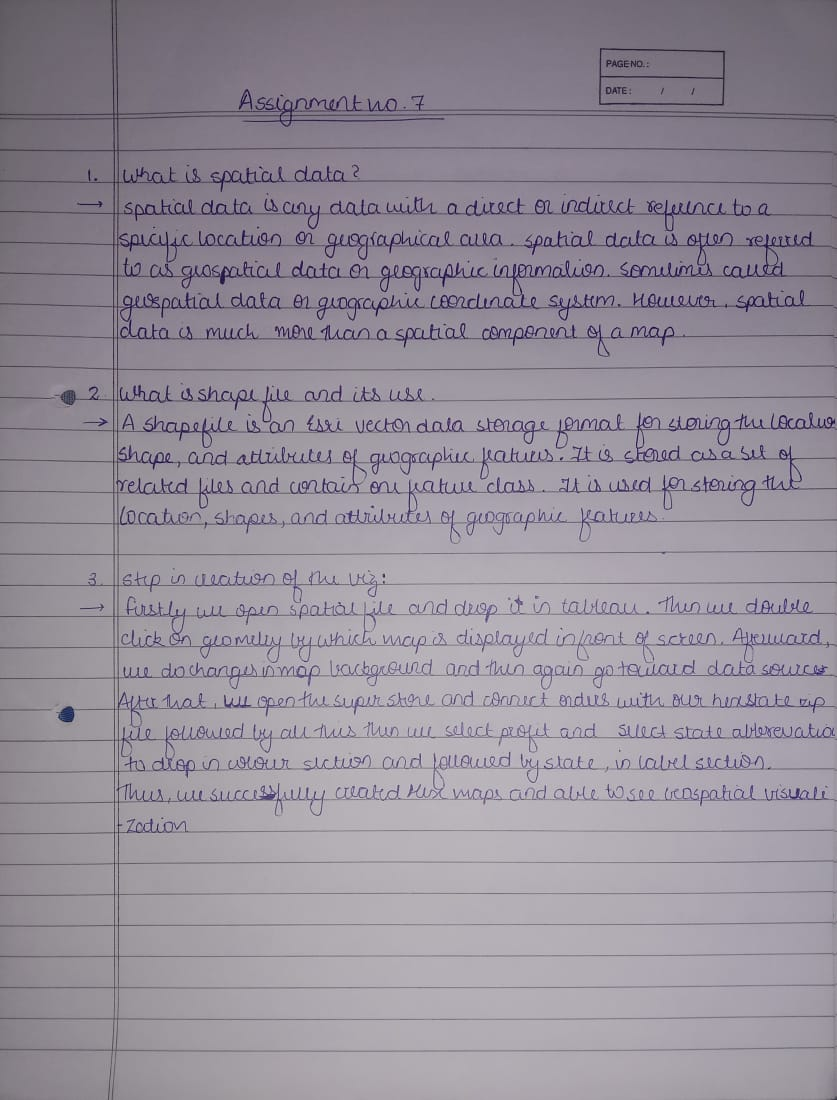 PAGE NO.:
DATE: / /
Assignment no. 7
1. What is spatial data?
→ spatial data is any data with a direct or indirect reference to a
specific location or geographical area. spatial data is often referred
to as geospatial data or geographic information. sometimes called
geospatial data or geographic coordinate system. However, spatial
data is much more than a spatial component of a map.
2. What is shape file and its use.
→ A shapefile is an Esri vector data storage format for storing the location
shape, and attributes of geographic features. It is stored as a set of
related files and contain one feature class. It is used for storing the
location, shapes, and attributes of geographic features.
3. Step in creation of the viz:
→ firstly we open spatial file and drop it in tableau. Then we double
click on geometry by which map is displayed in front of screen. Afterward,
we do changes in map background and then again go toward data sources
After that, we open the super store and connect orders with our hexstate zip
file followed by all this then we select profit and select state abbrevatio
to drop in colour section and followed by state, in label section.
Thus, we successfully created Hex maps and able to see geospatial visuali
-zation